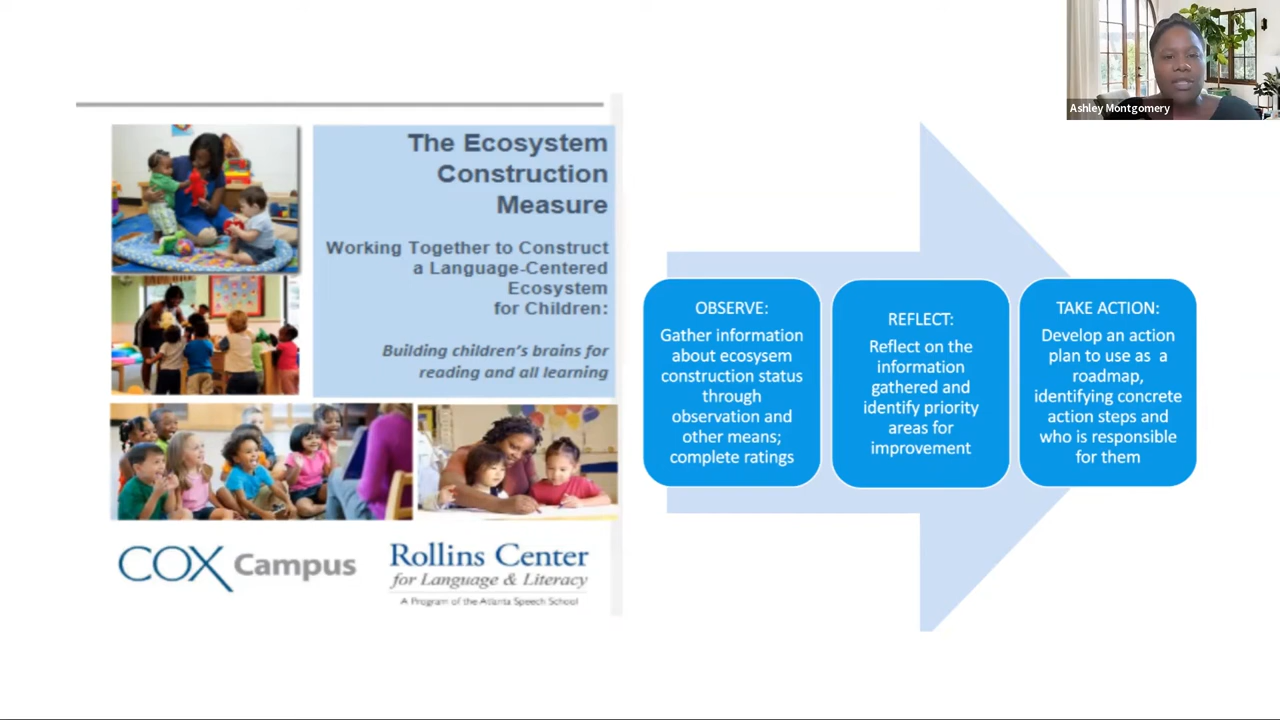 Ashley Montgomery
The Ecosystem
Construction
Measure
Working Together to Construct
a Language-Centered
Ecosystem
for Children:
Building children's brains for
reading and all learning
COX Campus
Rollins Center
for Language & Literacy
A Program of the Atlanta Speech School
OBSERVE:
Gather information
about ecosysem
construction status
through
observation and
other means;
complete ratings
REFLECT:
Reflect on the
information
gathered and
identify priority
areas for
improvement
TAKE ACTION:
Develop an action
plan to use as a
roadmap,
identifying concrete
action steps and
who is responsible
for them